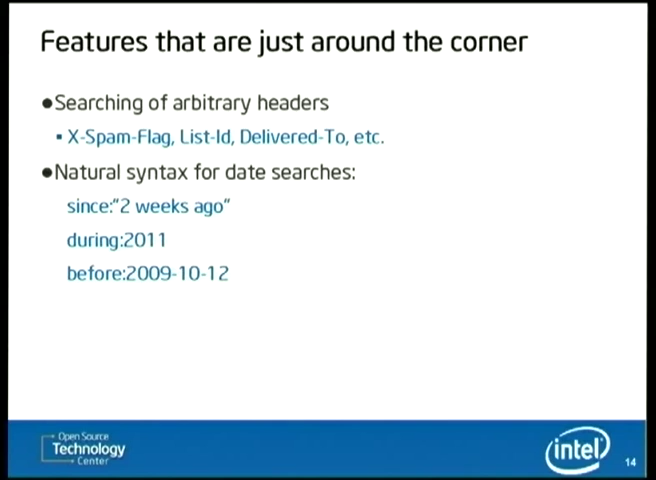 Features that are just around the corner
●Searching of arbitrary headers
▪ X-Spam-Flag, List-Id, Delivered-To, etc.
●Natural syntax for date searches:
since:"2 weeks ago"
during:2011
before:2009-10-12
Open Source
Technology
Center
intel
14